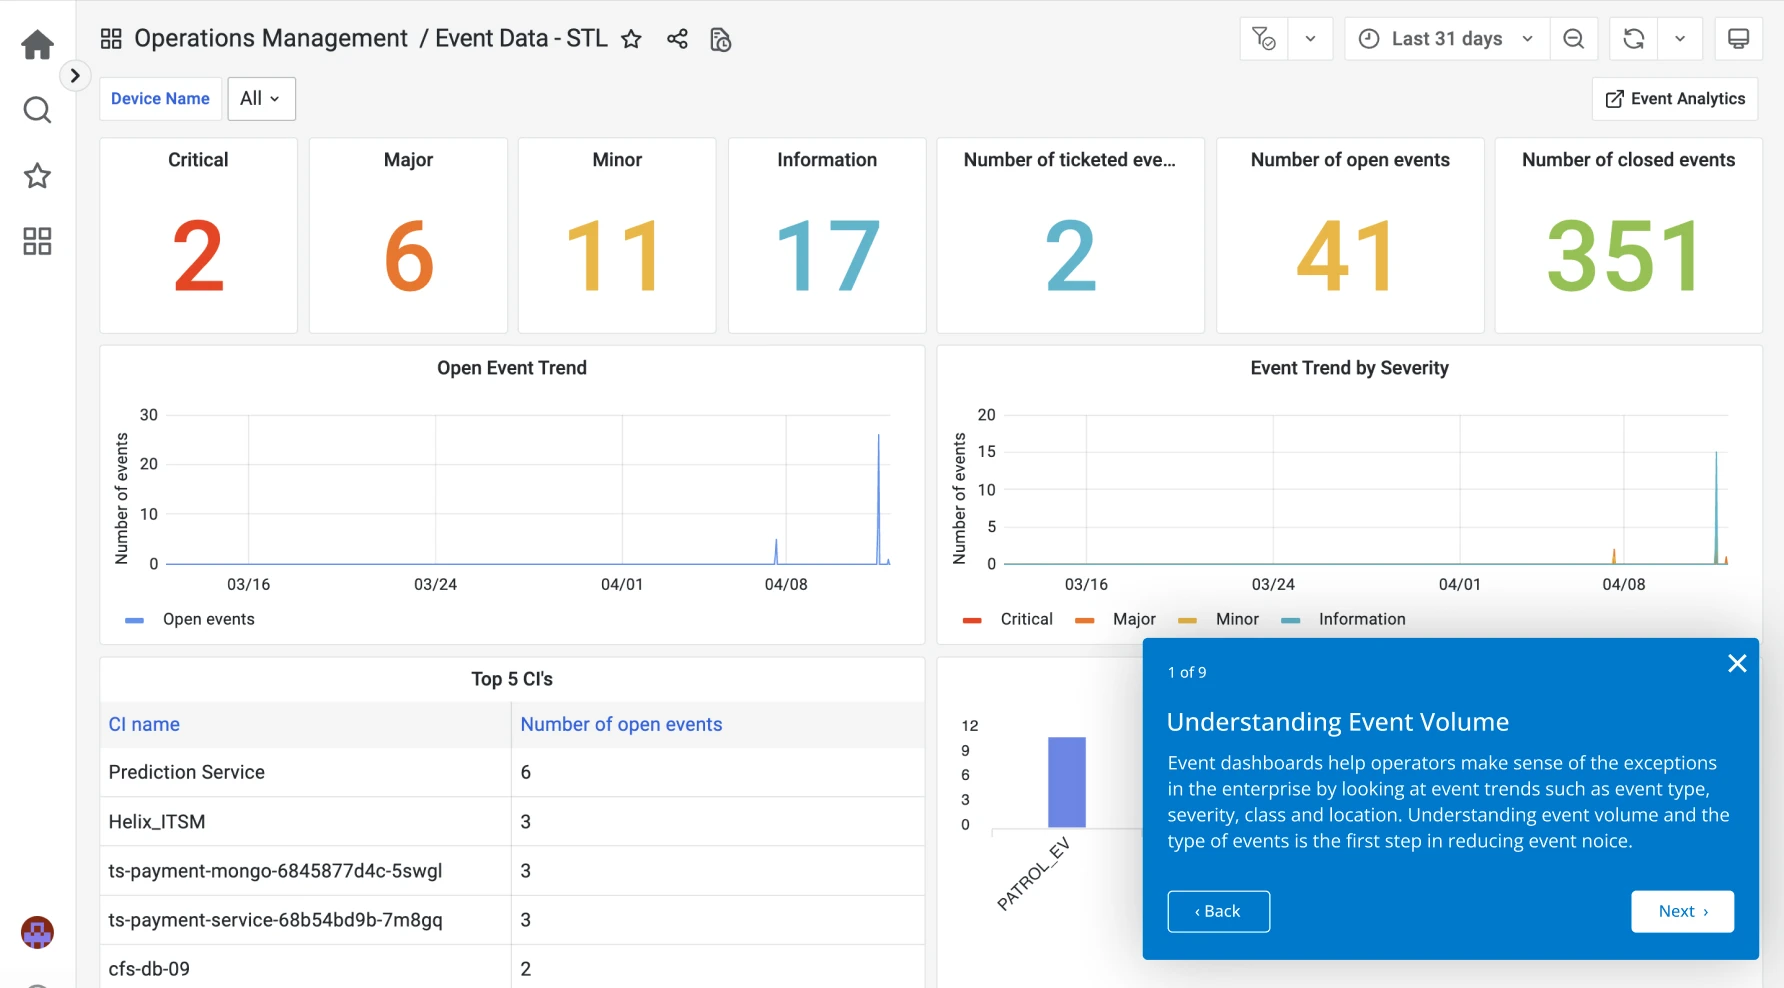 Operations Management / Event Data - STL
Last 31 days
Device Name
All
Event Analytics
Critical
2
Major
6
Minor
11
Information
17
Number of ticketed eve...
2
Number of open events
41
Number of closed events
351
Open Event Trend
Number of events
30
20
10
0
03/16
03/24
04/01
04/08
Open events
Event Trend by Severity
Number of events
20
15
10
5
0
03/16
03/24
04/01
04/08
Critical
Major
Minor
Information
Top 5 CI's
CI name
Number of open events
Prediction Service
6
Helix_ITSM
3
ts-payment-mongo-6845877d4c-5swgl
3
ts-payment-service-68b54bd9b-7m8gq
3
cfs-db-09
2
12
9
6
3
0
PATROL_EV
1 of 9
Understanding Event Volume
Event dashboards help operators make sense of the exceptions
in the enterprise by looking at event trends such as event type,
severity, class and location. Understanding event volume and the
type of events is the first step in reducing event noice.
‹ Back
Next ›